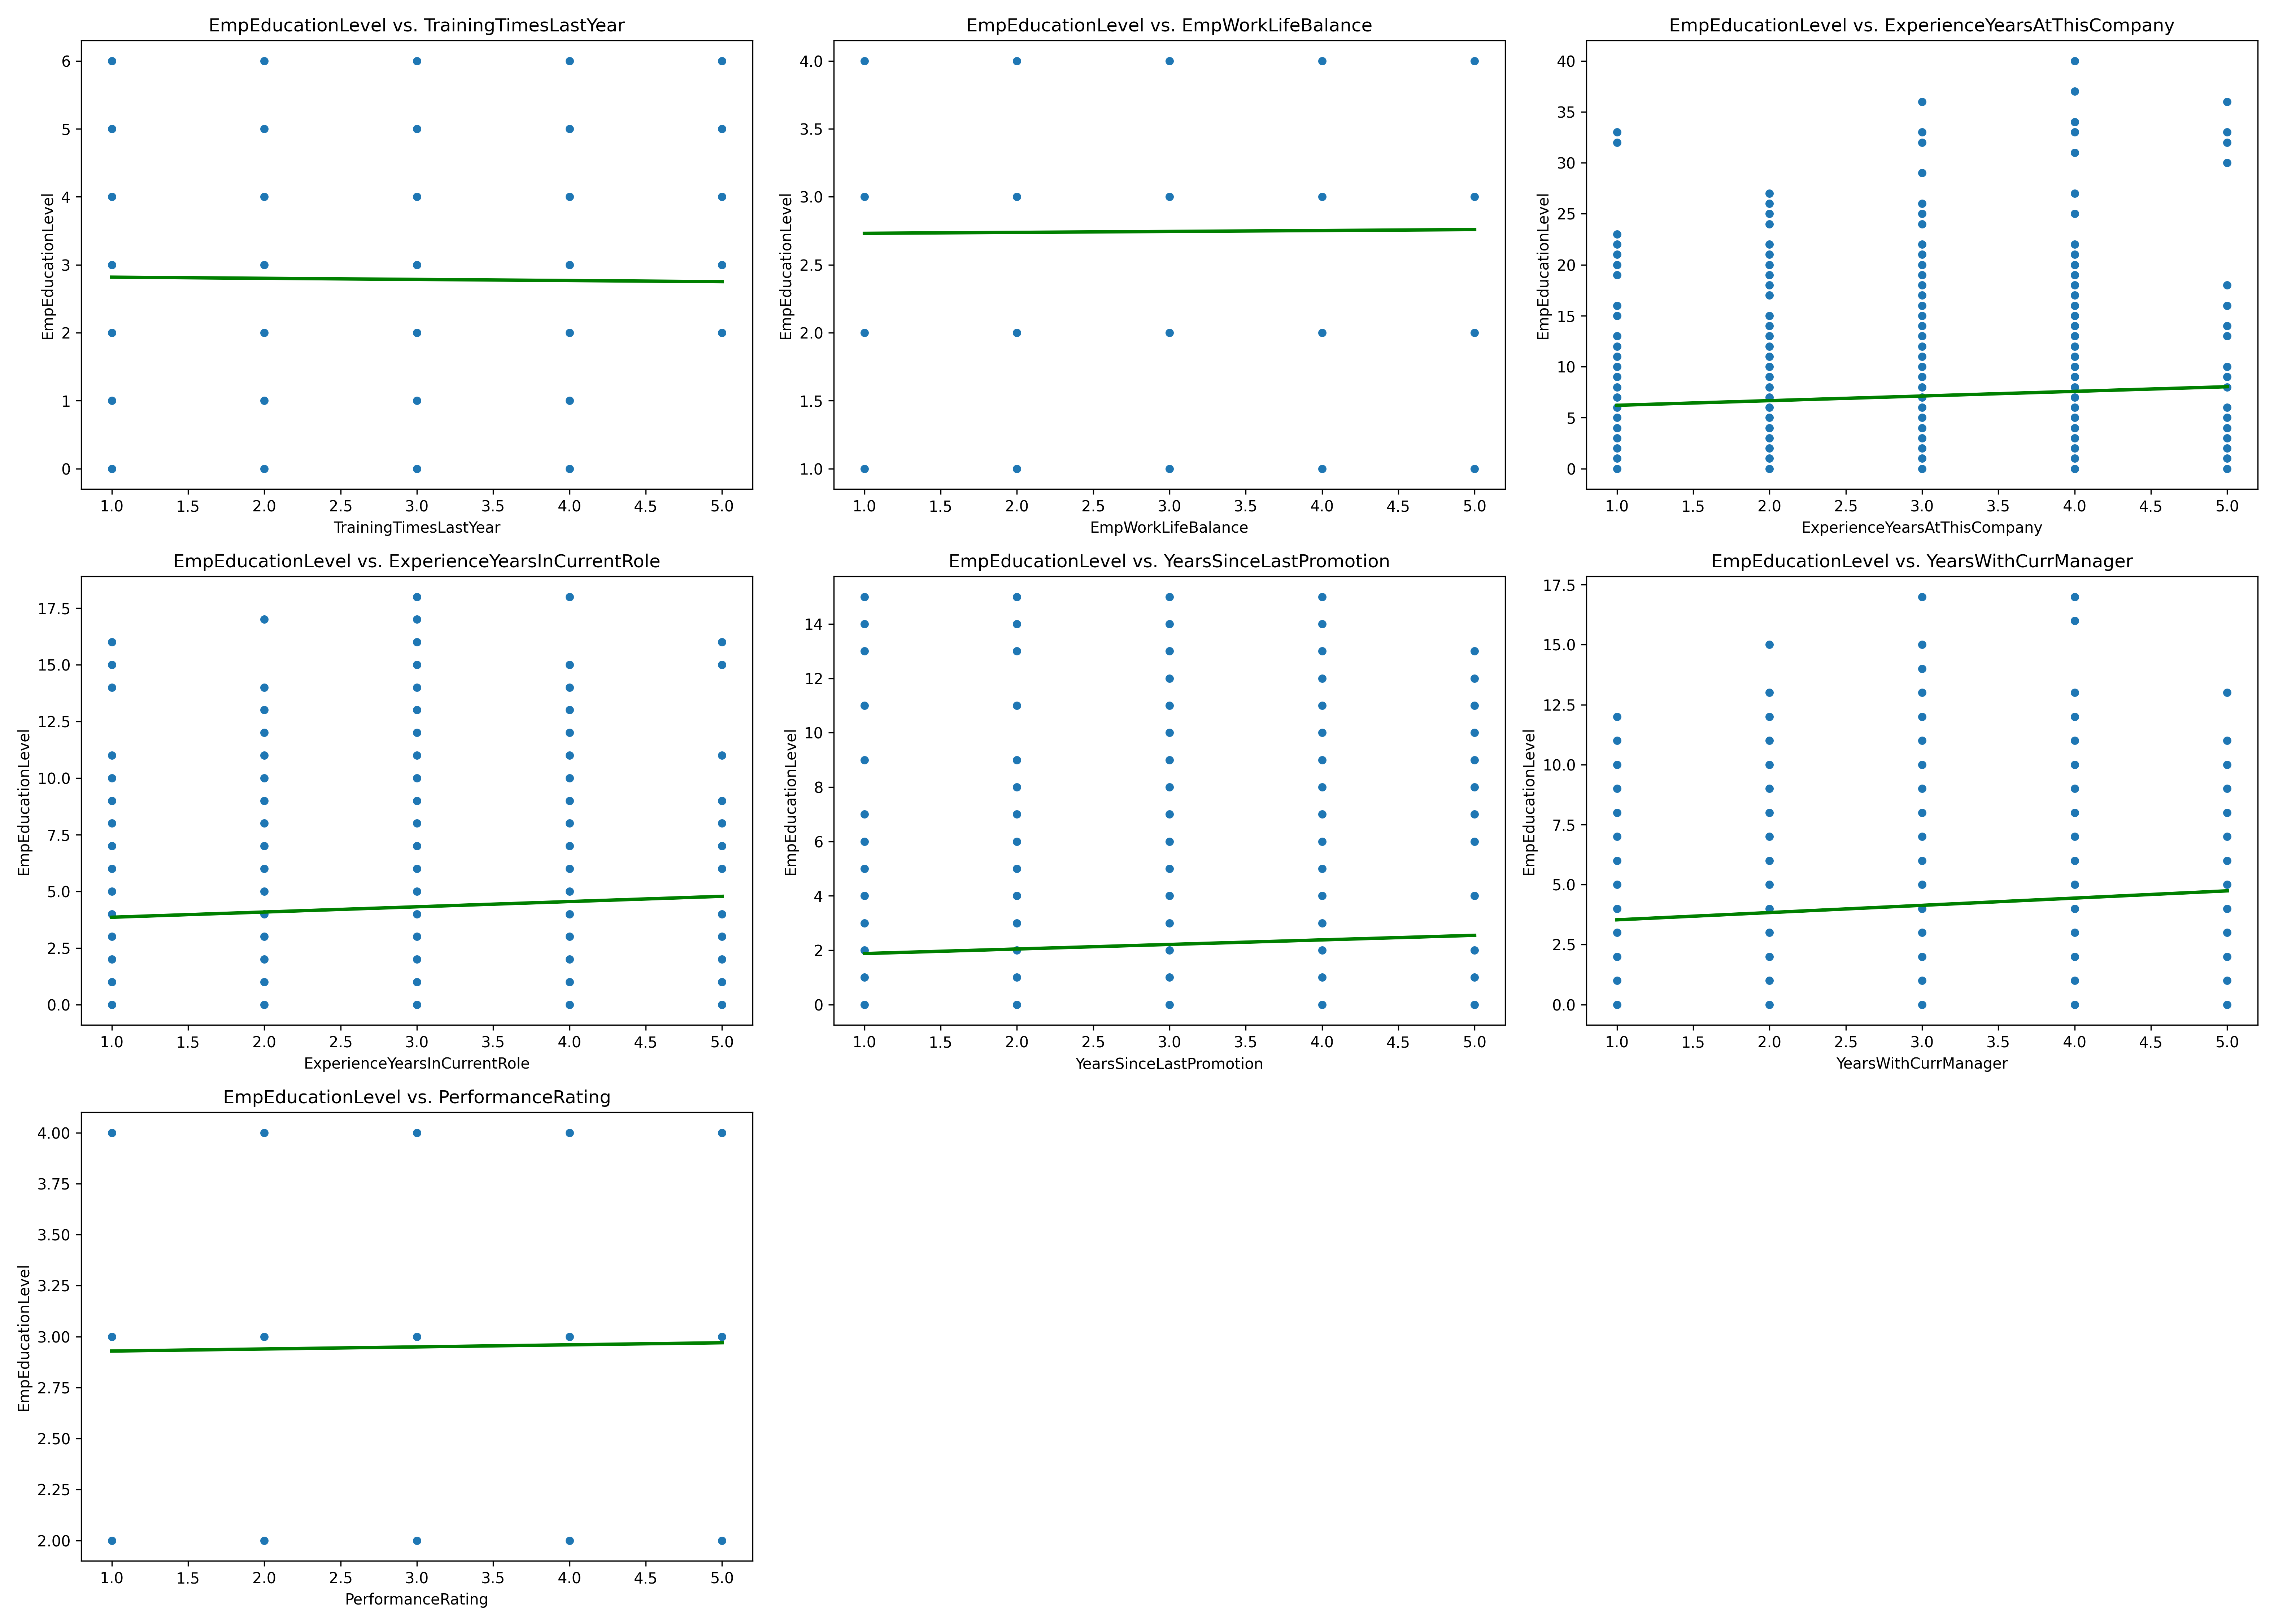 EmpEducationLevel vs. TrainingTimesLastYear
EmpEducationLevel
6
5
4
3
2
1
0
1.0 1.5 2.0 2.5 3.0 3.5 4.0 4.5 5.0
TrainingTimesLastYear
EmpEducationLevel vs. EmpWorkLifeBalance
EmpEducationLevel
4.0
3.5
3.0
2.5
2.0
1.5
1.0
1.0 1.5 2.0 2.5 3.0 3.5 4.0 4.5 5.0
EmpWorkLifeBalance
EmpEducationLevel vs. ExperienceYearsAtThisCompany
EmpEducationLevel
40
35
30
25
20
15
10
5
0
1.0 1.5 2.0 2.5 3.0 3.5 4.0 4.5 5.0
ExperienceYearsAtThisCompany
EmpEducationLevel vs. ExperienceYearsInCurrentRole
EmpEducationLevel
17.5
15.0
12.5
10.0
7.5
5.0
2.5
0.0
1.0 1.5 2.0 2.5 3.0 3.5 4.0 4.5 5.0
ExperienceYearsInCurrentRole
EmpEducationLevel vs. YearsSinceLastPromotion
EmpEducationLevel
14
12
10
8
6
4
2
0
1.0 1.5 2.0 2.5 3.0 3.5 4.0 4.5 5.0
YearsSinceLastPromotion
EmpEducationLevel vs. YearsWithCurrManager
EmpEducationLevel
17.5
15.0
12.5
10.0
7.5
5.0
2.5
0.0
1.0 1.5 2.0 2.5 3.0 3.5 4.0 4.5 5.0
YearsWithCurrManager
EmpEducationLevel vs. PerformanceRating
EmpEducationLevel
4.00
3.75
3.50
3.25
3.00
2.75
2.50
2.25
2.00
1.0 1.5 2.0 2.5 3.0 3.5 4.0 4.5 5.0
PerformanceRating